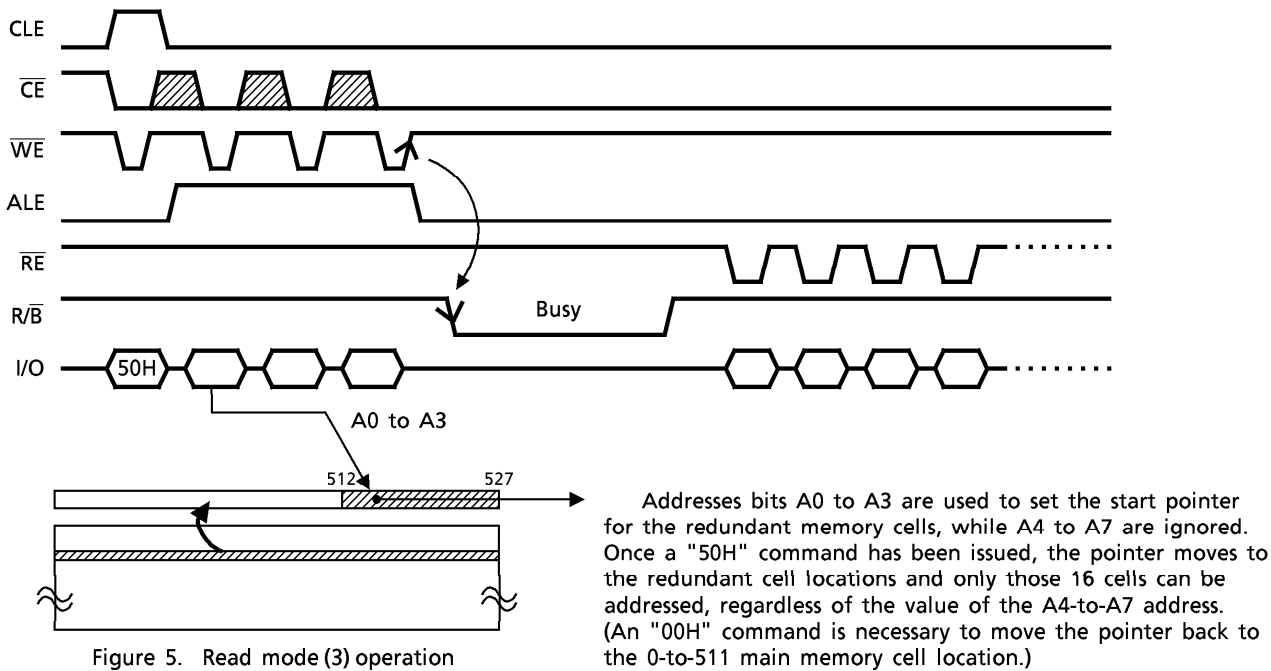 CLE
CE
WE
ALE
RE
R/B
Busy
I/O
50H
A0 to A3
512
527
Addresses bits A0 to A3 are used to set the start pointer
for the redundant memory cells, while A4 to A7 are ignored.
Once a "50H" command has been issued, the pointer moves to
the redundant cell locations and only those 16 cells can be
addressed, regardless of the value of the A4-to-A7 address.
(An "00H" command is necessary to move the pointer back to
the 0-to-511 main memory cell location.)
Figure 5. Read mode (3) operation